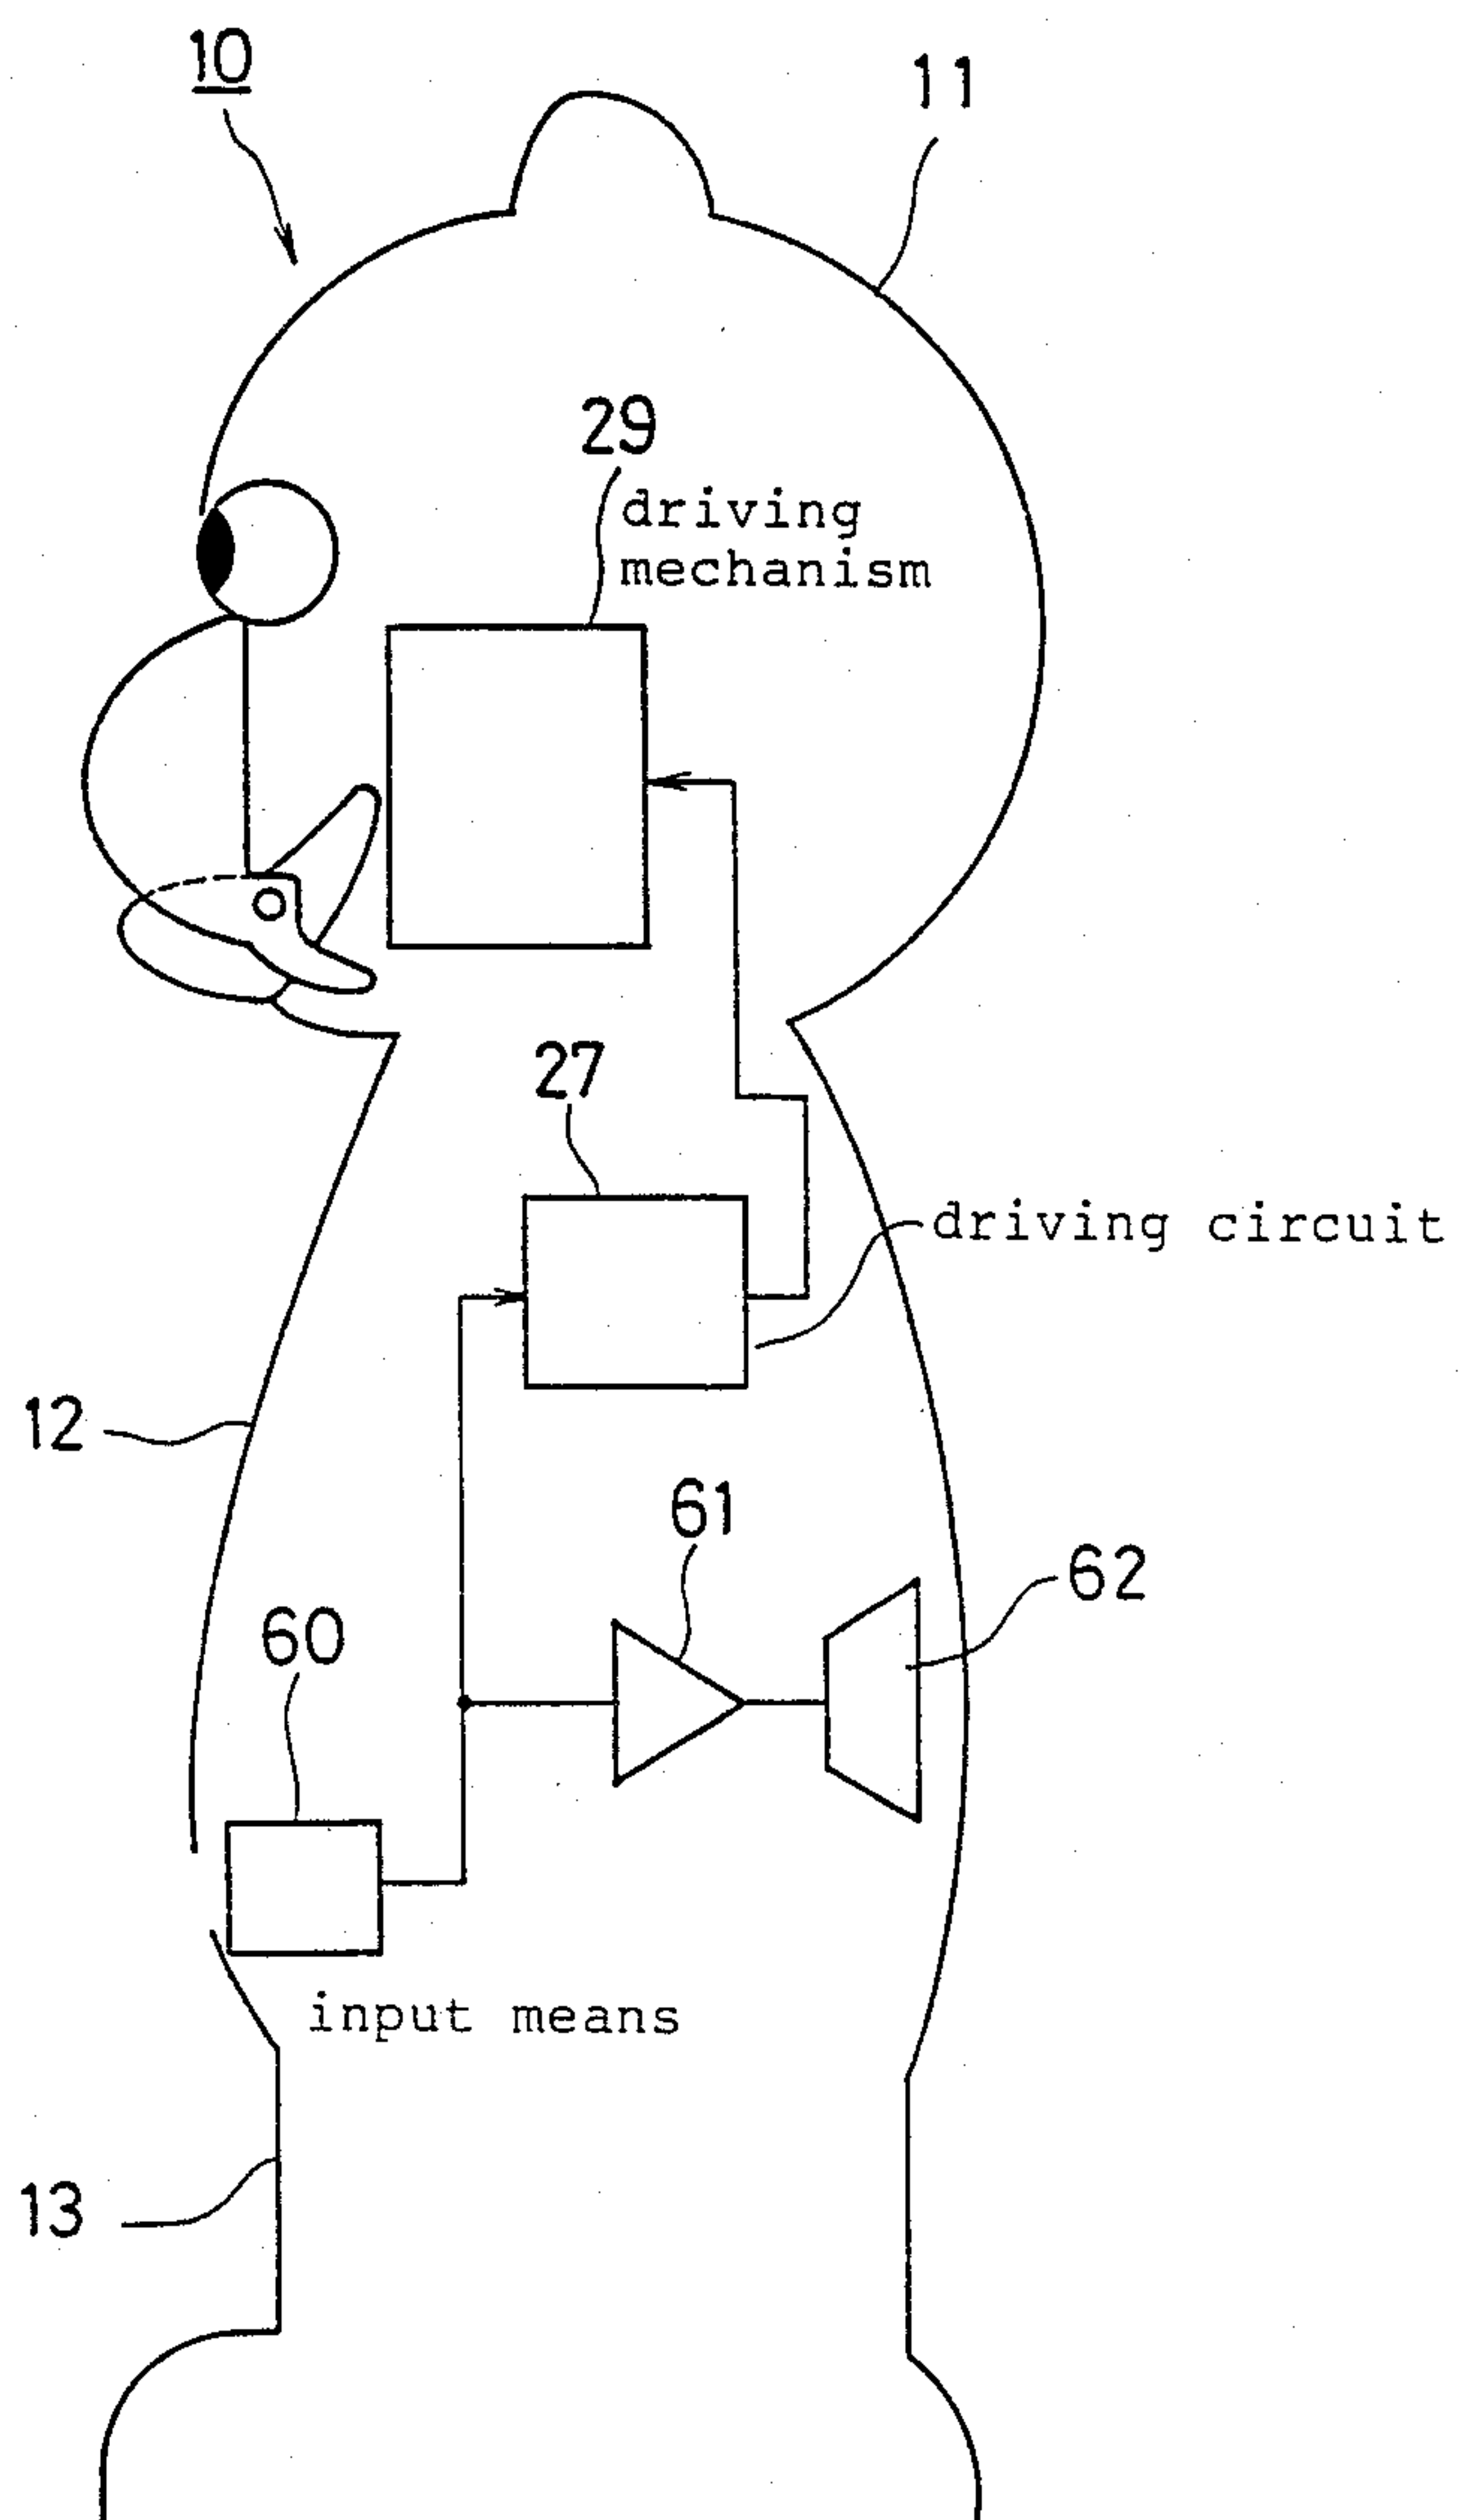 10
11
29
driving
mechanism
27
driving circuit
12
61
62
60
input means
13